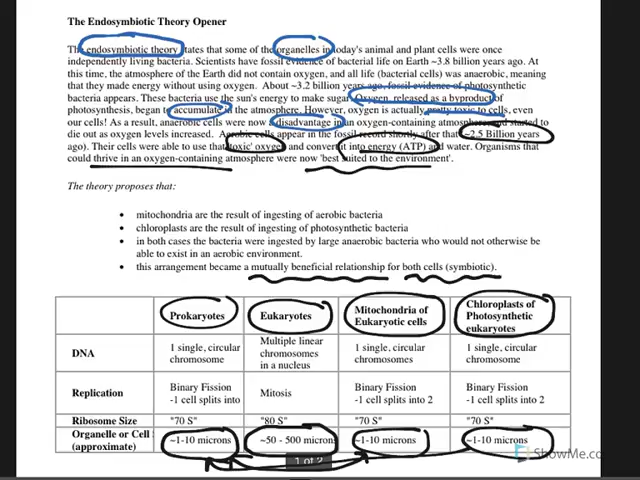 The Endosymbiotic Theory Opener
The endosymbiotic theory states that some of the organelles in today's animal and plant cells were once
independently living bacteria. Scientists have fossil evidence of bacterial life on Earth ~3.8 billion years ago. At
this time, the atmosphere of the Earth did not contain oxygen, and all life (bacterial cells) was anaerobic, meaning
that they made energy without using oxygen. About ~3.2 billion years ago, fossil evidence of photosynthetic
bacteria appears. These bacteria use the sun's energy to make sugar. Oxygen, released as a byproduct of
photosynthesis, began to accumulate in the atmosphere. However, oxygen is actually pretty toxic to cells, even
our cells! As a result, anaerobic cells were now a disadvantage in an oxygen-containing atmosphere, and started to
die out as oxygen levels increased. Aerobic cells appear in the fossil record shortly after that (~2.5 Billion years
ago). Their cells were able to use that 'toxic' oxygen and convert it into energy (ATP) and water. Organisms that
could thrive in an oxygen-containing atmosphere were now 'best suited to the environment'.
The theory proposes that:
• mitochondria are the result of ingesting of aerobic bacteria
• chloroplasts are the result of ingesting of photosynthetic bacteria
• in both cases the bacteria were ingested by large anaerobic bacteria who would not otherwise be
able to exist in an aerobic environment.
• this arrangement became a mutually beneficial relationship for both cells (symbiotic).
Prokaryotes Eukaryotes Mitochondria of Eukaryotic cells Chloroplasts of Photosynthetic eukaryotes
DNA 1 single, circular chromosome Multiple linear chromosomes in a nucleus 1 single, circular chromosomes 1 single, circular chromosome
Replication Binary Fission -1 cell splits into Mitosis Binary Fission -1 cell splits into 2 Binary Fission -1 cell splits into 2
Ribosome Size "70 S" "80 S" "70 S" "70 S"
Organelle or Cell (approximate) ~1-10 microns ~50 - 500 microns ~1-10 microns ~1-10 microns
1 of 2
ShowMe.co